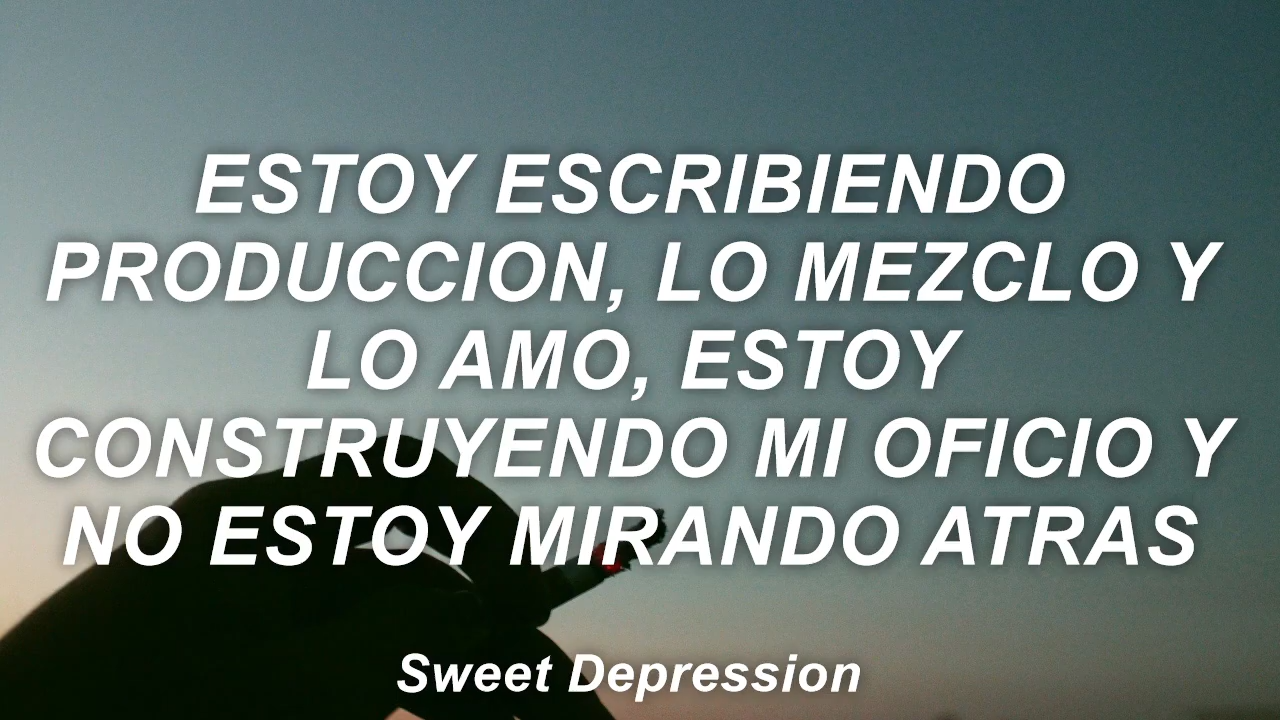 ESTOY ESCRIBIENDO
PRODUCCION, LO MEZCLO Y
LO AMO, ESTOY
CONSTRUYENDO MI OFICIO Y
NO ESTOY MIRANDO ATRAS
Sweet Depression